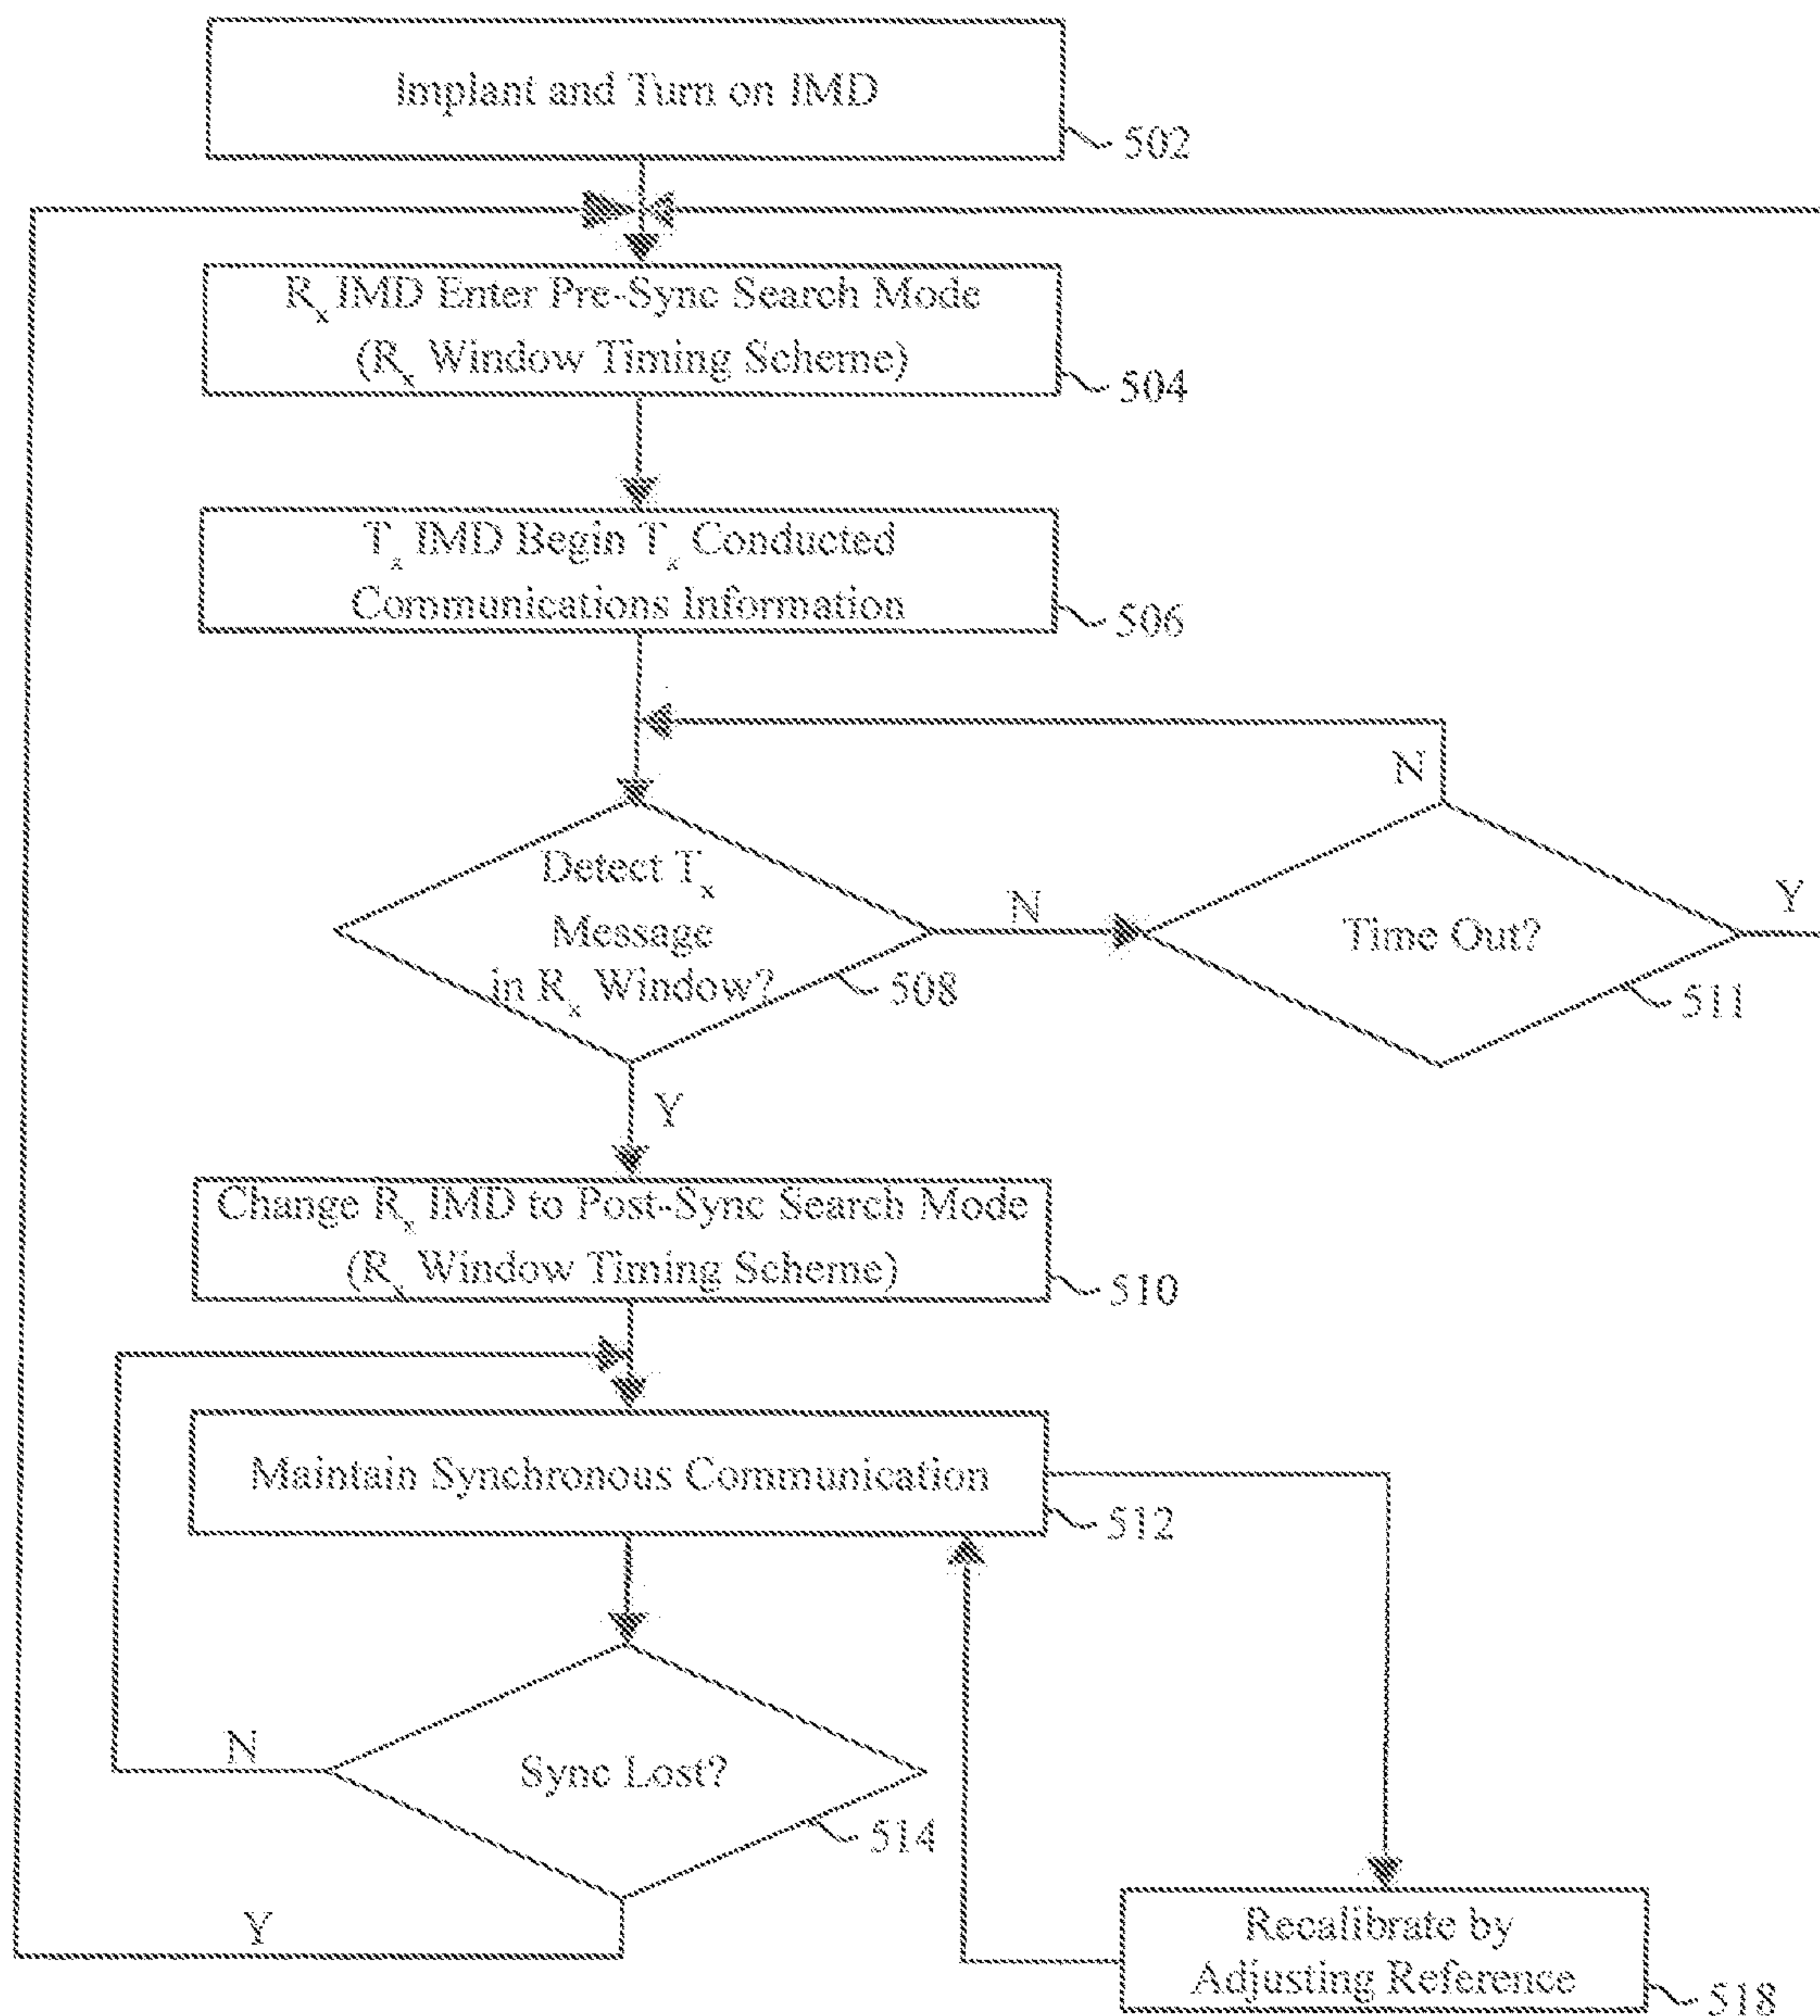 Implant and Turn on IMD
502
Rx IMD Enter Pre-Sync Search Mode
(Rx Window Timing Scheme)
504
Tx IMD Begin Tx Conducted
Communications Information
506
N
Detect Tx
Message
in Rx Window?
508
N
Time Out?
511
Y
Y
Change Rx IMD to Post-Sync Search Mode
(Rx Window Timing Scheme)
510
Maintain Synchronous Communication
512
N
Sync Lost?
514
Y
Recalibrate by
Adjusting Reference
518